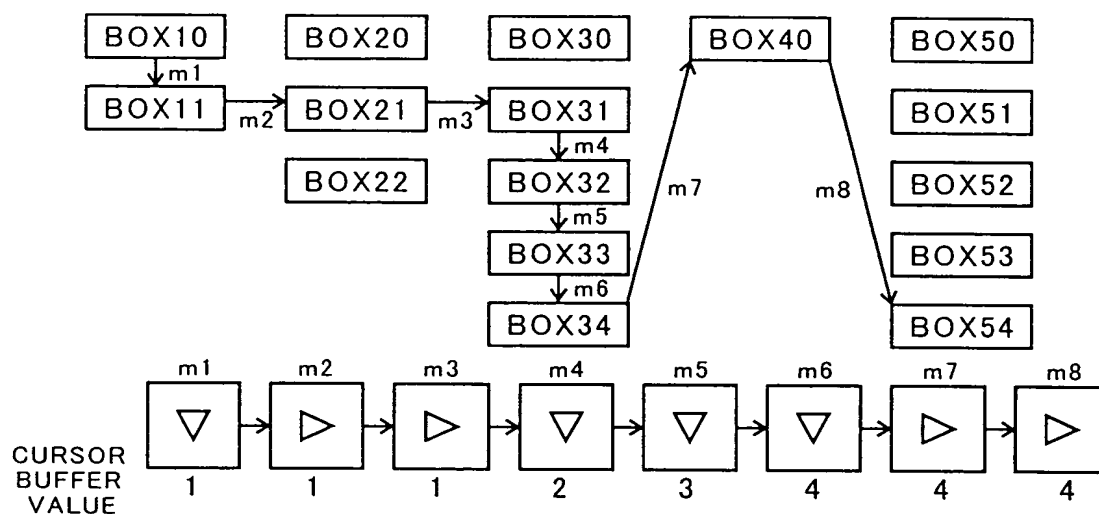 BOX10 BOX20 BOX30 BOX40 BOX50
m1
BOX11 m2 BOX21 m3 BOX31 BOX51
m4
BOX22 BOX32 m7 m8 BOX52
m5
BOX33 BOX53
m6
BOX34 BOX54
m1 m2 m3 m4 m5 m6 m7 m8
CURSOR
BUFFER
VALUE
1 1 1 2 3 4 4 4